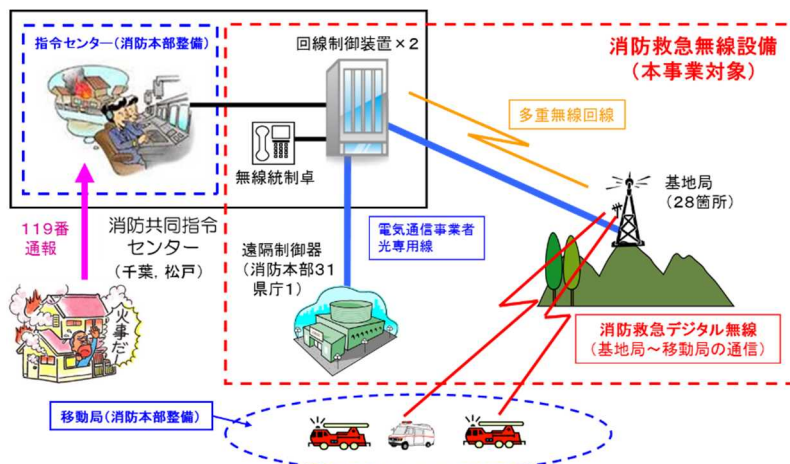 指令センター(消防本部整備)
回線制御装置×2
消防救急無線設備
(本事業対象)
多重無線回線
無線統制卓
基地局
(28箇所)
119番
通報
消防共同指令
センター
(千葉，松戸)
遠隔制御器
(消防本部31
県庁1)
電気通信事業者
光専用線
火事だー
消防救急デジタル無線
(基地局～移動局の通信)
移動局(消防本部整備)